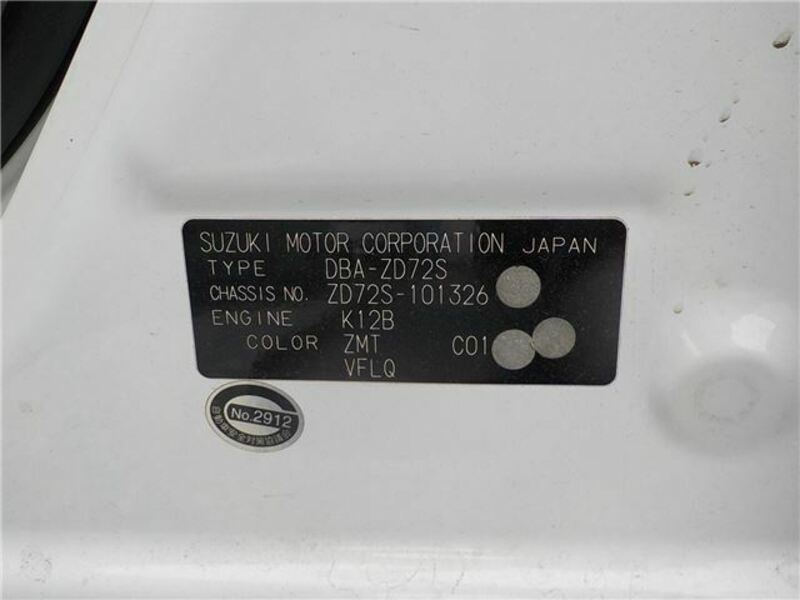 SUZUKI MOTOR CORPORATION JAPAN
TYPE DBA-ZD72S
CHASSIS NO. ZD72S-101326
ENGINE K12B
COLOR ZMT C01
VFLQ
No.2912